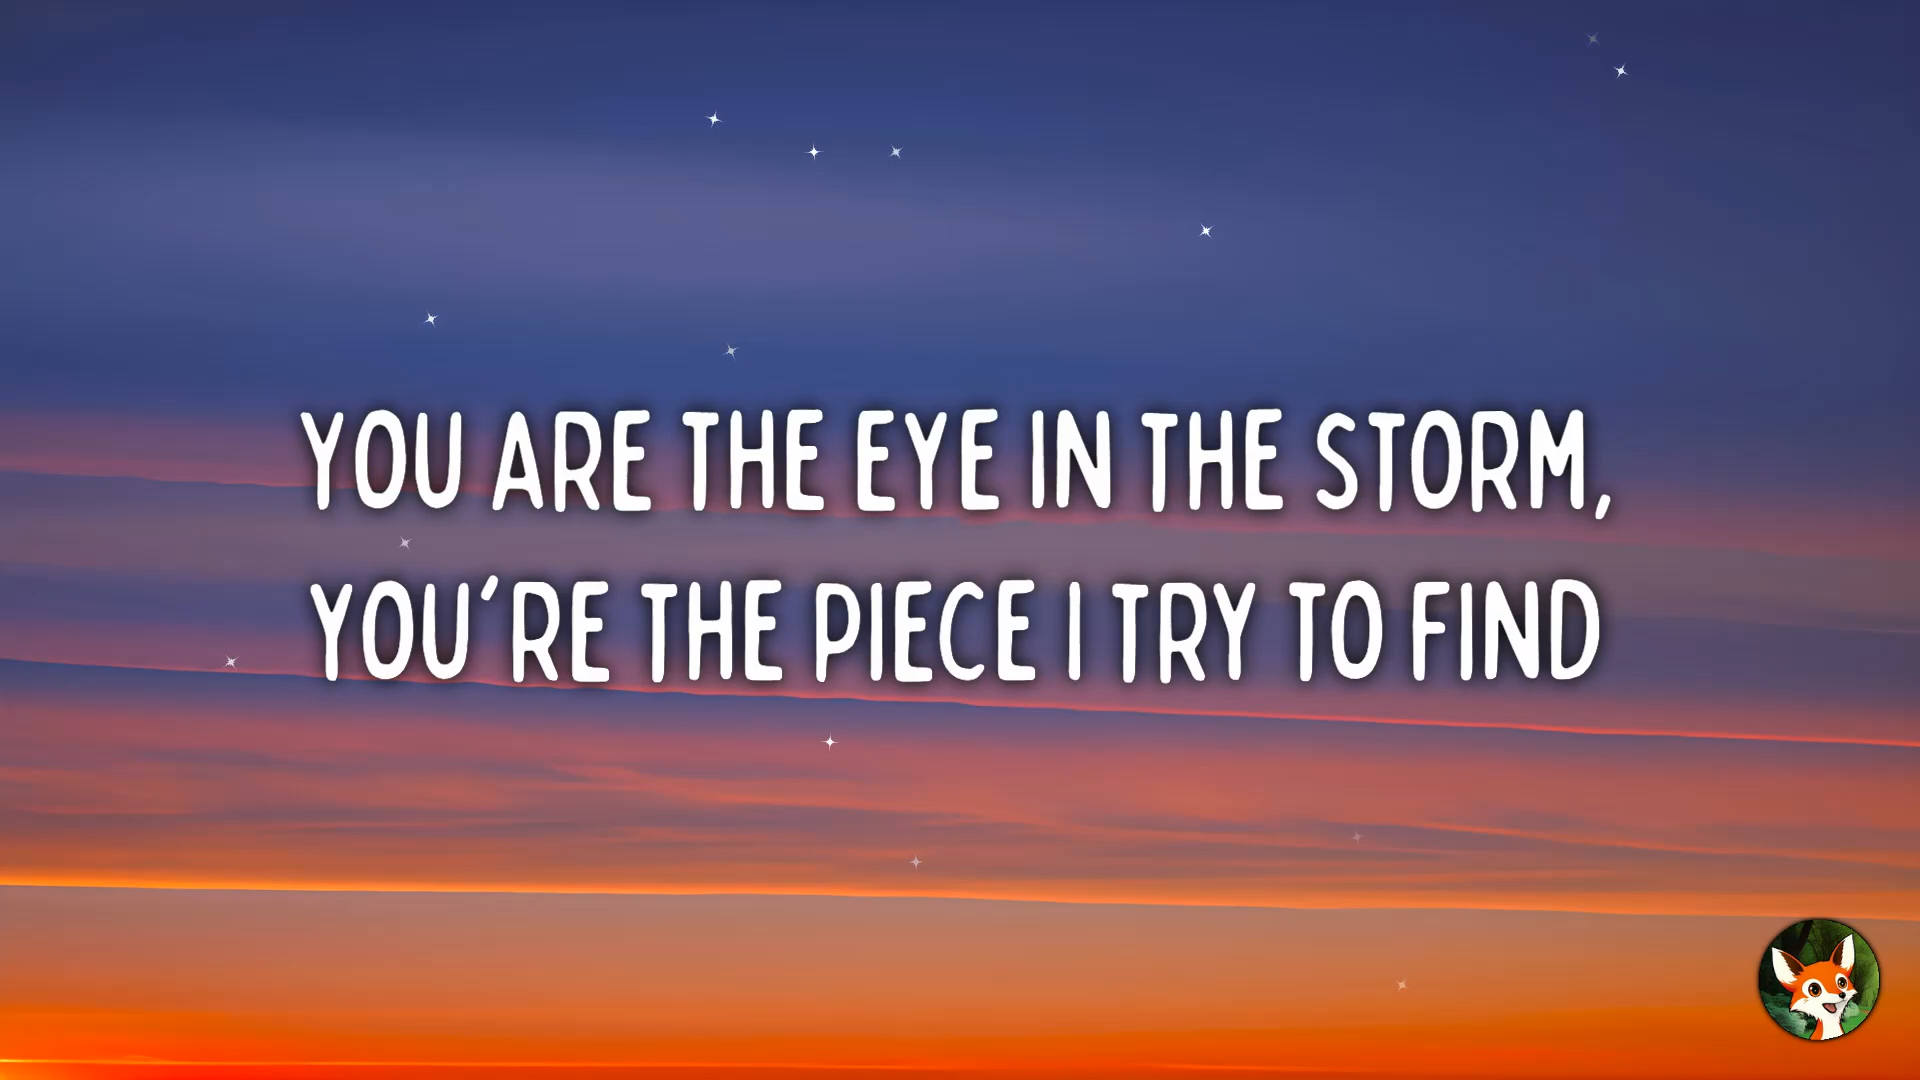 YOU ARE THE EYE IN THE STORM,
YOU'RE THE PIECE I TRY TO FIND